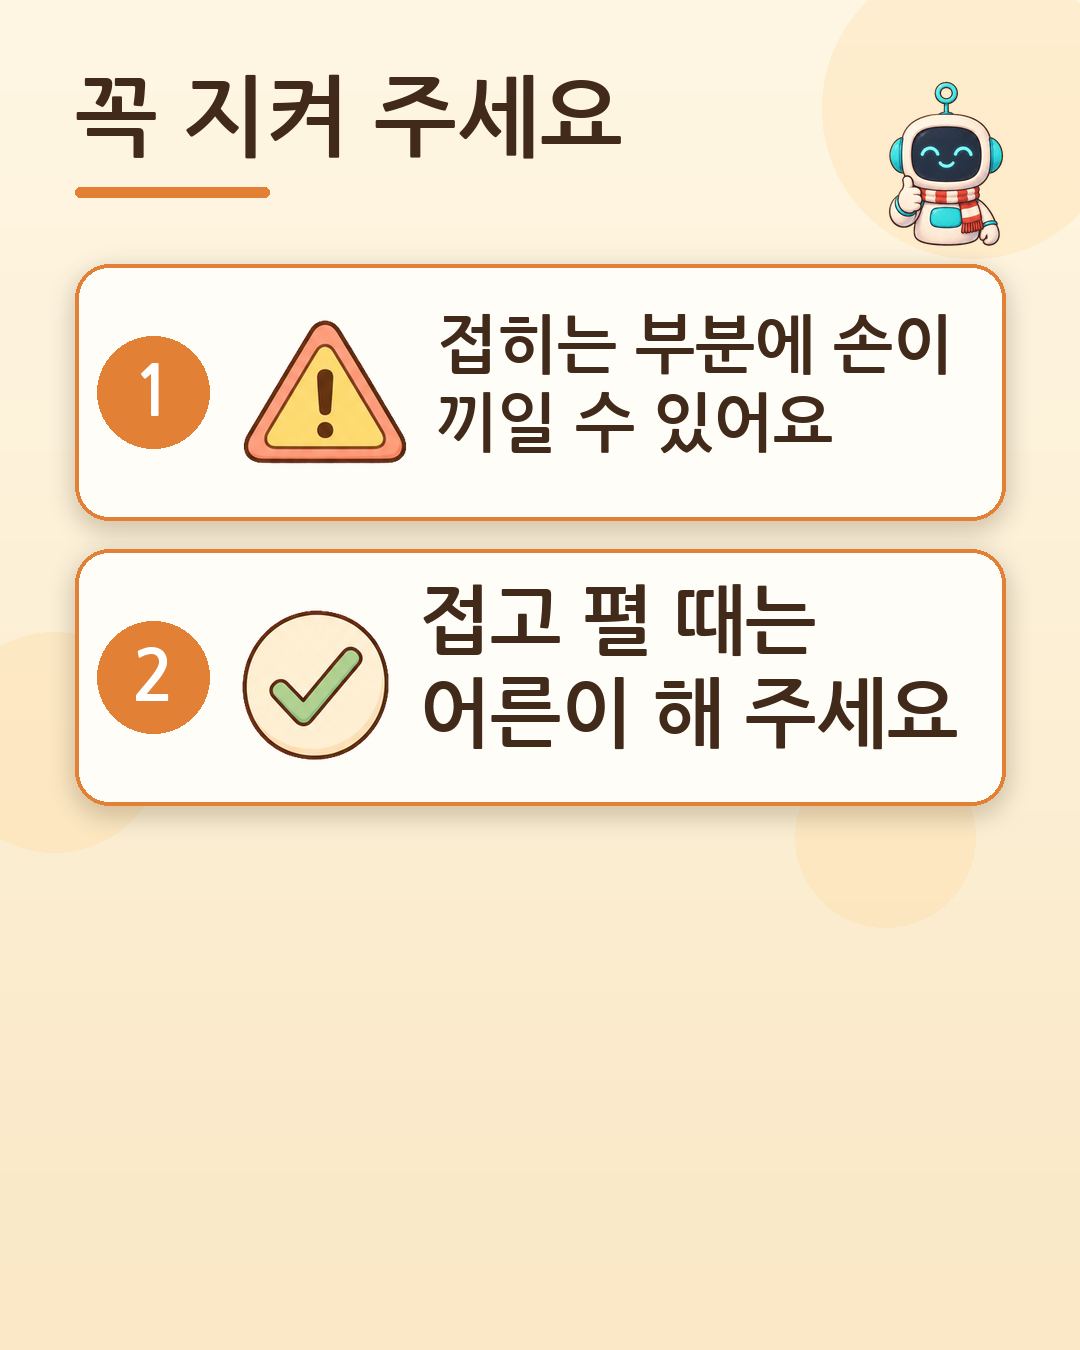 꼭 지켜 주세요
1
접히는 부분에 손이
끼일 수 있어요
2
접고 펼 때는
어른이 해 주세요